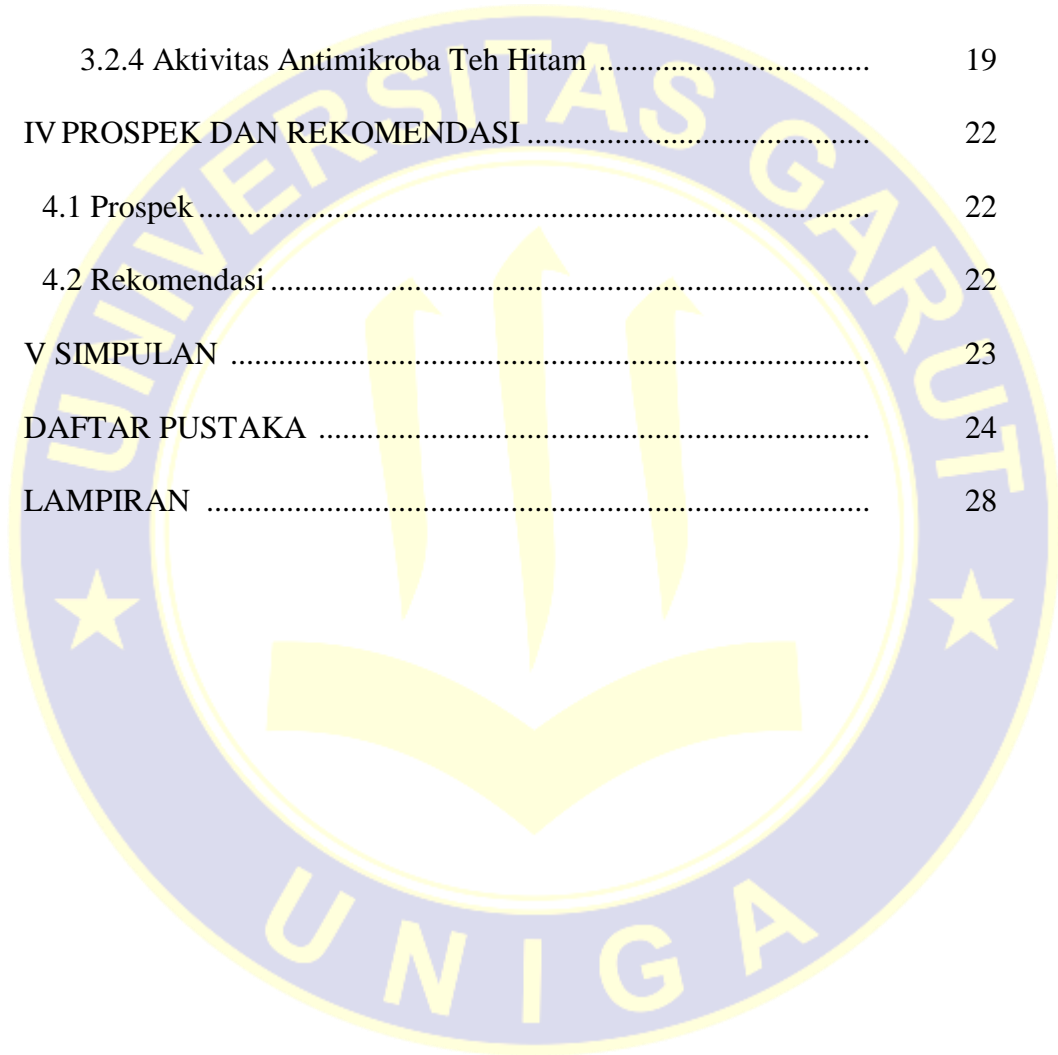 3.2.4 Aktivitas Antimikroba Teh Hitam ................................. 19
IV PROSPEK DAN REKOMENDASI .......................................... 22
4.1 Prospek ................................................................................... 22
4.2 Rekomendasi .......................................................................... 22
V SIMPULAN ............................................................................... 23
DAFTAR PUSTAKA .................................................................... 24
LAMPIRAN .................................................................................. 28
UNIVERSITAS GARUT
UNIGA